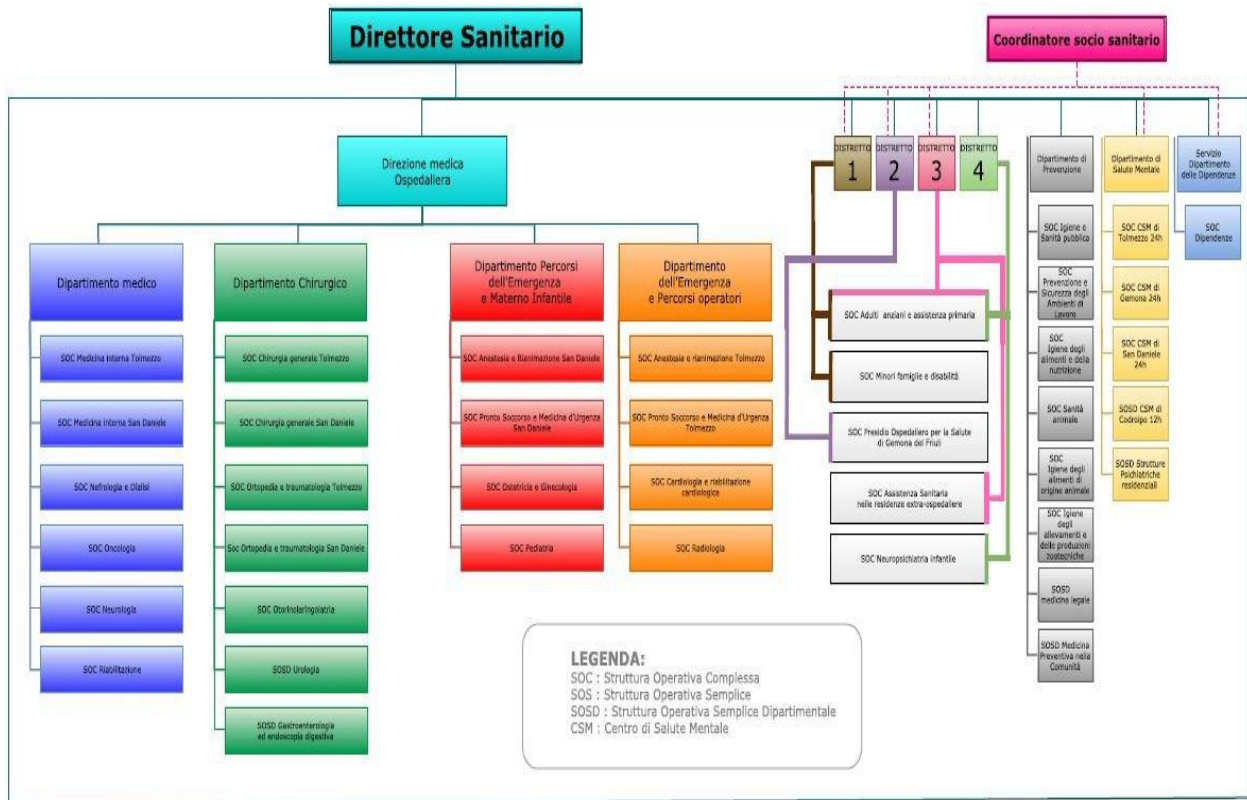 Direttore Sanitario
Coordinatore socio sanitario
Direzione medica
Ospedaliera
DISTRETTO
1
DISTRETTO
2
DISTRETTO
3
DISTRETTO
4
Dipartimento di
Prevenzione
Dipartimento di
Salute Mentale
Servizio
Dipartimento
delle Dipendenze
Dipartimento medico
SOC Medicina Interna Tolmezzo
SOC Medicina Interna San Daniele
SOC Nefrologia e Dialisi
SOC Oncologia
SOC Neurologia
SOC Riabilitazione
Dipartimento Chirurgico
SOC Chirurgia generale Tolmezzo
SOC Chirurgia generale San Daniele
SOC Ortopedia e traumatologia Tolmezzo
Soc Ortopedia e traumatologia San Daniele
SOC Otorinolaringoiatria
SOSD Urologia
SOSD Gastroenterologia
ed endoscopia digestiva
Dipartimento Percorsi
dell'Emergenza
e Materno Infantile
SOC Anestesia e Rianimazione San Daniele
SOC Pronto Soccorso e Medicina d'Urgenza
San Daniele
SOC Ostetricia e Ginecologia
SOC Pediatria
Dipartimento
dell'Emergenza
e Percorsi operatori
SOC Anestesia e rianimazione Tolmezzo
SOC Pronto Soccorso e Medicina d'Urgenza
Tolmezzo
SOC Cardiologia e riabilitazione
cardiologica
SOC Radiologia
SOC Adulti anziani e assistenza primaria
SOC Minori famiglie e disabilità
SOC Presidio Ospedaliero per la Salute
di Gemona del Friuli
SOC Assistenza Sanitaria
nelle residenze extra-ospedaliere
SOC Neuropsichiatria infantile
SOC Igiene e
Sanità pubblica
SOC
Prevenzione e
Sicurezza degli
Ambienti di
Lavoro
SOC
Igiene degli
alimenti e della
nutrizione
SOC Sanità
animale
SOC
Igiene degli
alimenti di
origine animale
SOC Igiene
degli
allevamenti e
delle produzioni
zootecniche
SOSD
medicina legale
SOSD Medicina
Preventiva nella
Comunità
SOC CSM di
Tolmezzo 24h
SOC CSM di
Gemona 24h
SOC CSM di
San Daniele
24h
SOSD CSM di
Codroipo 12h
SOSD Strutture
Psichiatriche
residenziali
SOC
Dipendenze
LEGENDA:
SOC : Struttura Operativa Complessa
SOS : Struttura Operativa Semplice
SOSD : Struttura Operativa Semplice Dipartimentale
CSM : Centro di Salute Mentale